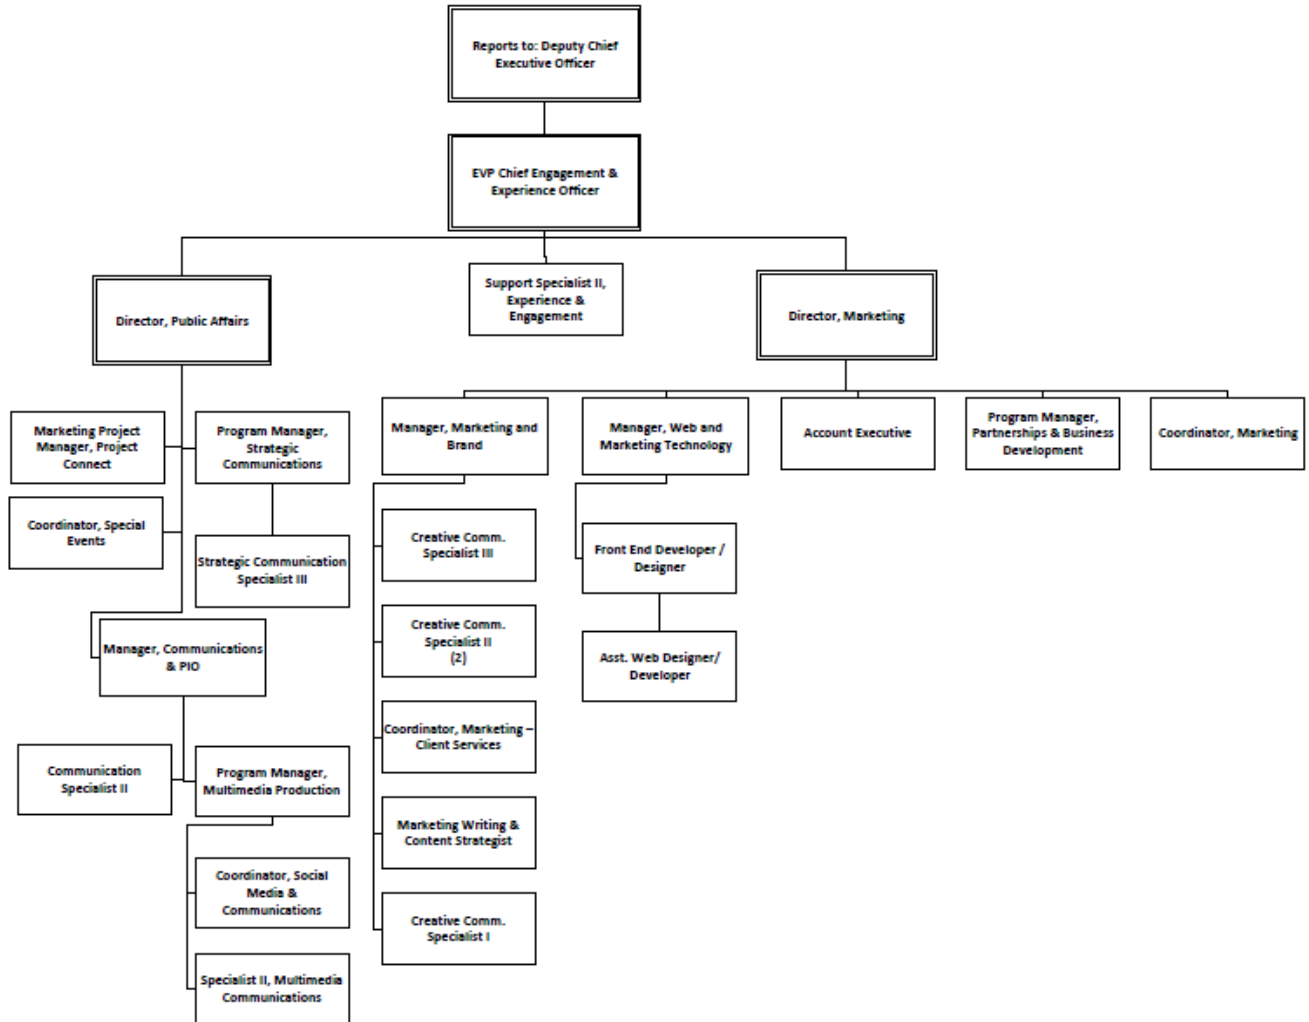 Reports to: Deputy Chief
Executive Officer
EVP Chief Engagement &
Experience Officer
Director, Public Affairs
Support Specialist II,
Experience &
Engagement
Director, Marketing
Marketing Project
Manager, Project
Connect
Program Manager,
Strategic
Communications
Coordinator, Special
Events
Strategic Communication
Specialist III
Manager, Communications
& PIO
Communication
Specialist II
Program Manager,
Multimedia Production
Coordinator, Social
Media &
Communications
Specialist II, Multimedia
Communications
Manager, Marketing and
Brand
Creative Comm.
Specialist III
Creative Comm.
Specialist II
(2)
Coordinator, Marketing –
Client Services
Marketing Writing &
Content Strategist
Creative Comm.
Specialist I
Manager, Web and
Marketing Technology
Front End Developer /
Designer
Asst. Web Designer/
Developer
Account Executive
Program Manager,
Partnerships & Business
Development
Coordinator, Marketing